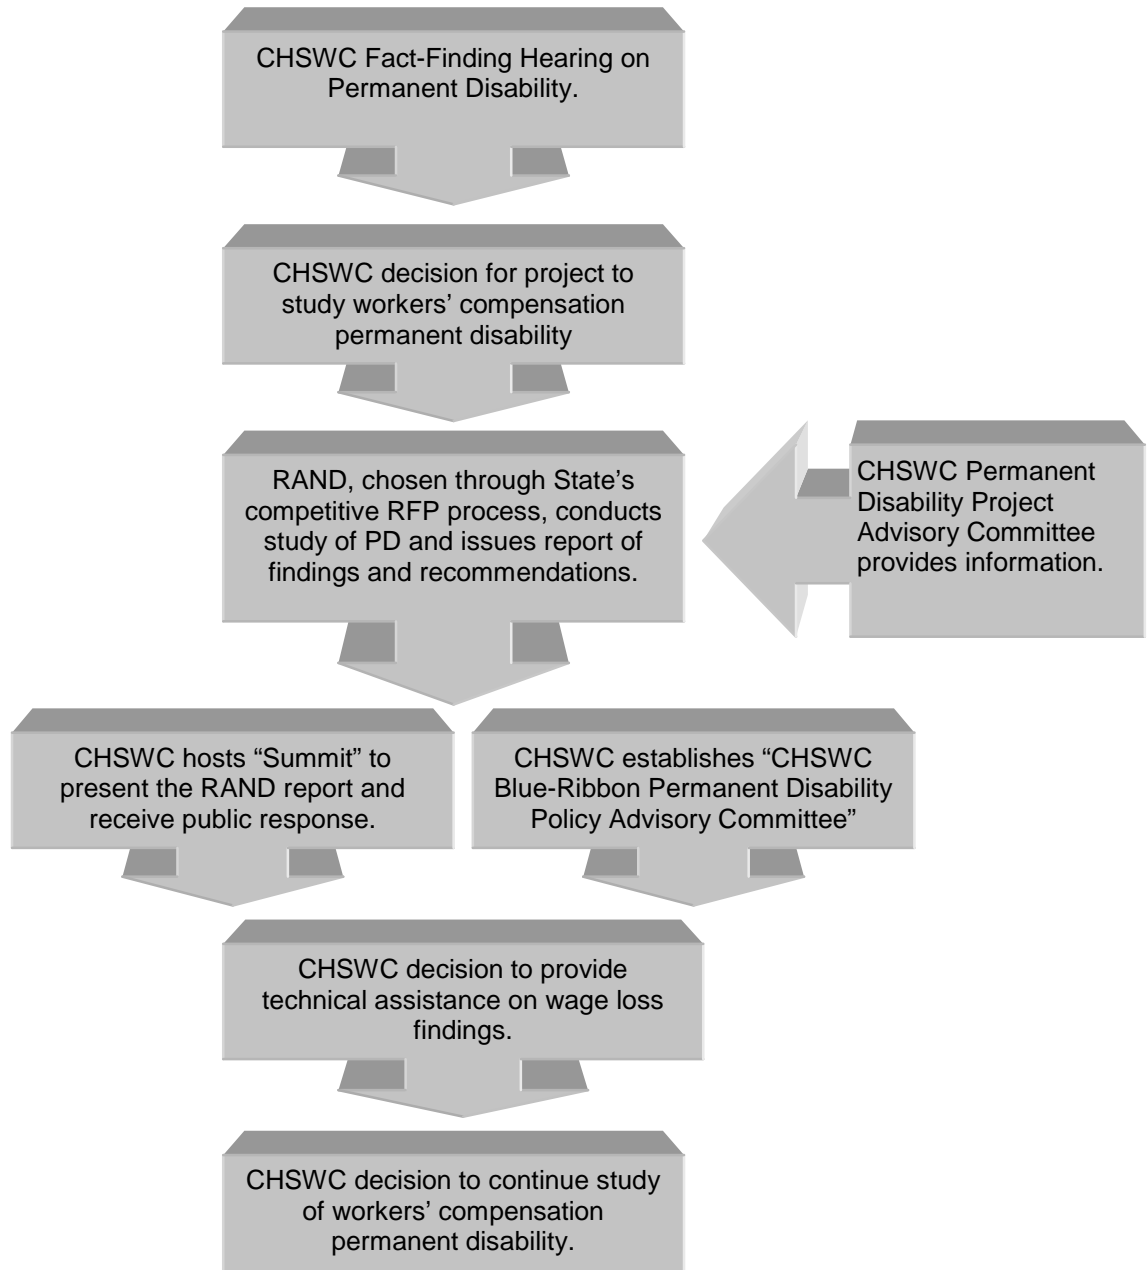 CHSWC Fact-Finding Hearing on
Permanent Disability.
CHSWC decision for project to
study workers’ compensation
permanent disability
RAND, chosen through State’s
competitive RFP process, conducts
study of PD and issues report of
findings and recommendations.
CHSWC Permanent
Disability Project
Advisory Committee
provides information.
CHSWC hosts “Summit” to
present the RAND report and
receive public response.
CHSWC establishes “CHSWC
Blue-Ribbon Permanent Disability
Policy Advisory Committee”
CHSWC decision to provide
technical assistance on wage loss
findings.
CHSWC decision to continue study
of workers’ compensation
permanent disability.